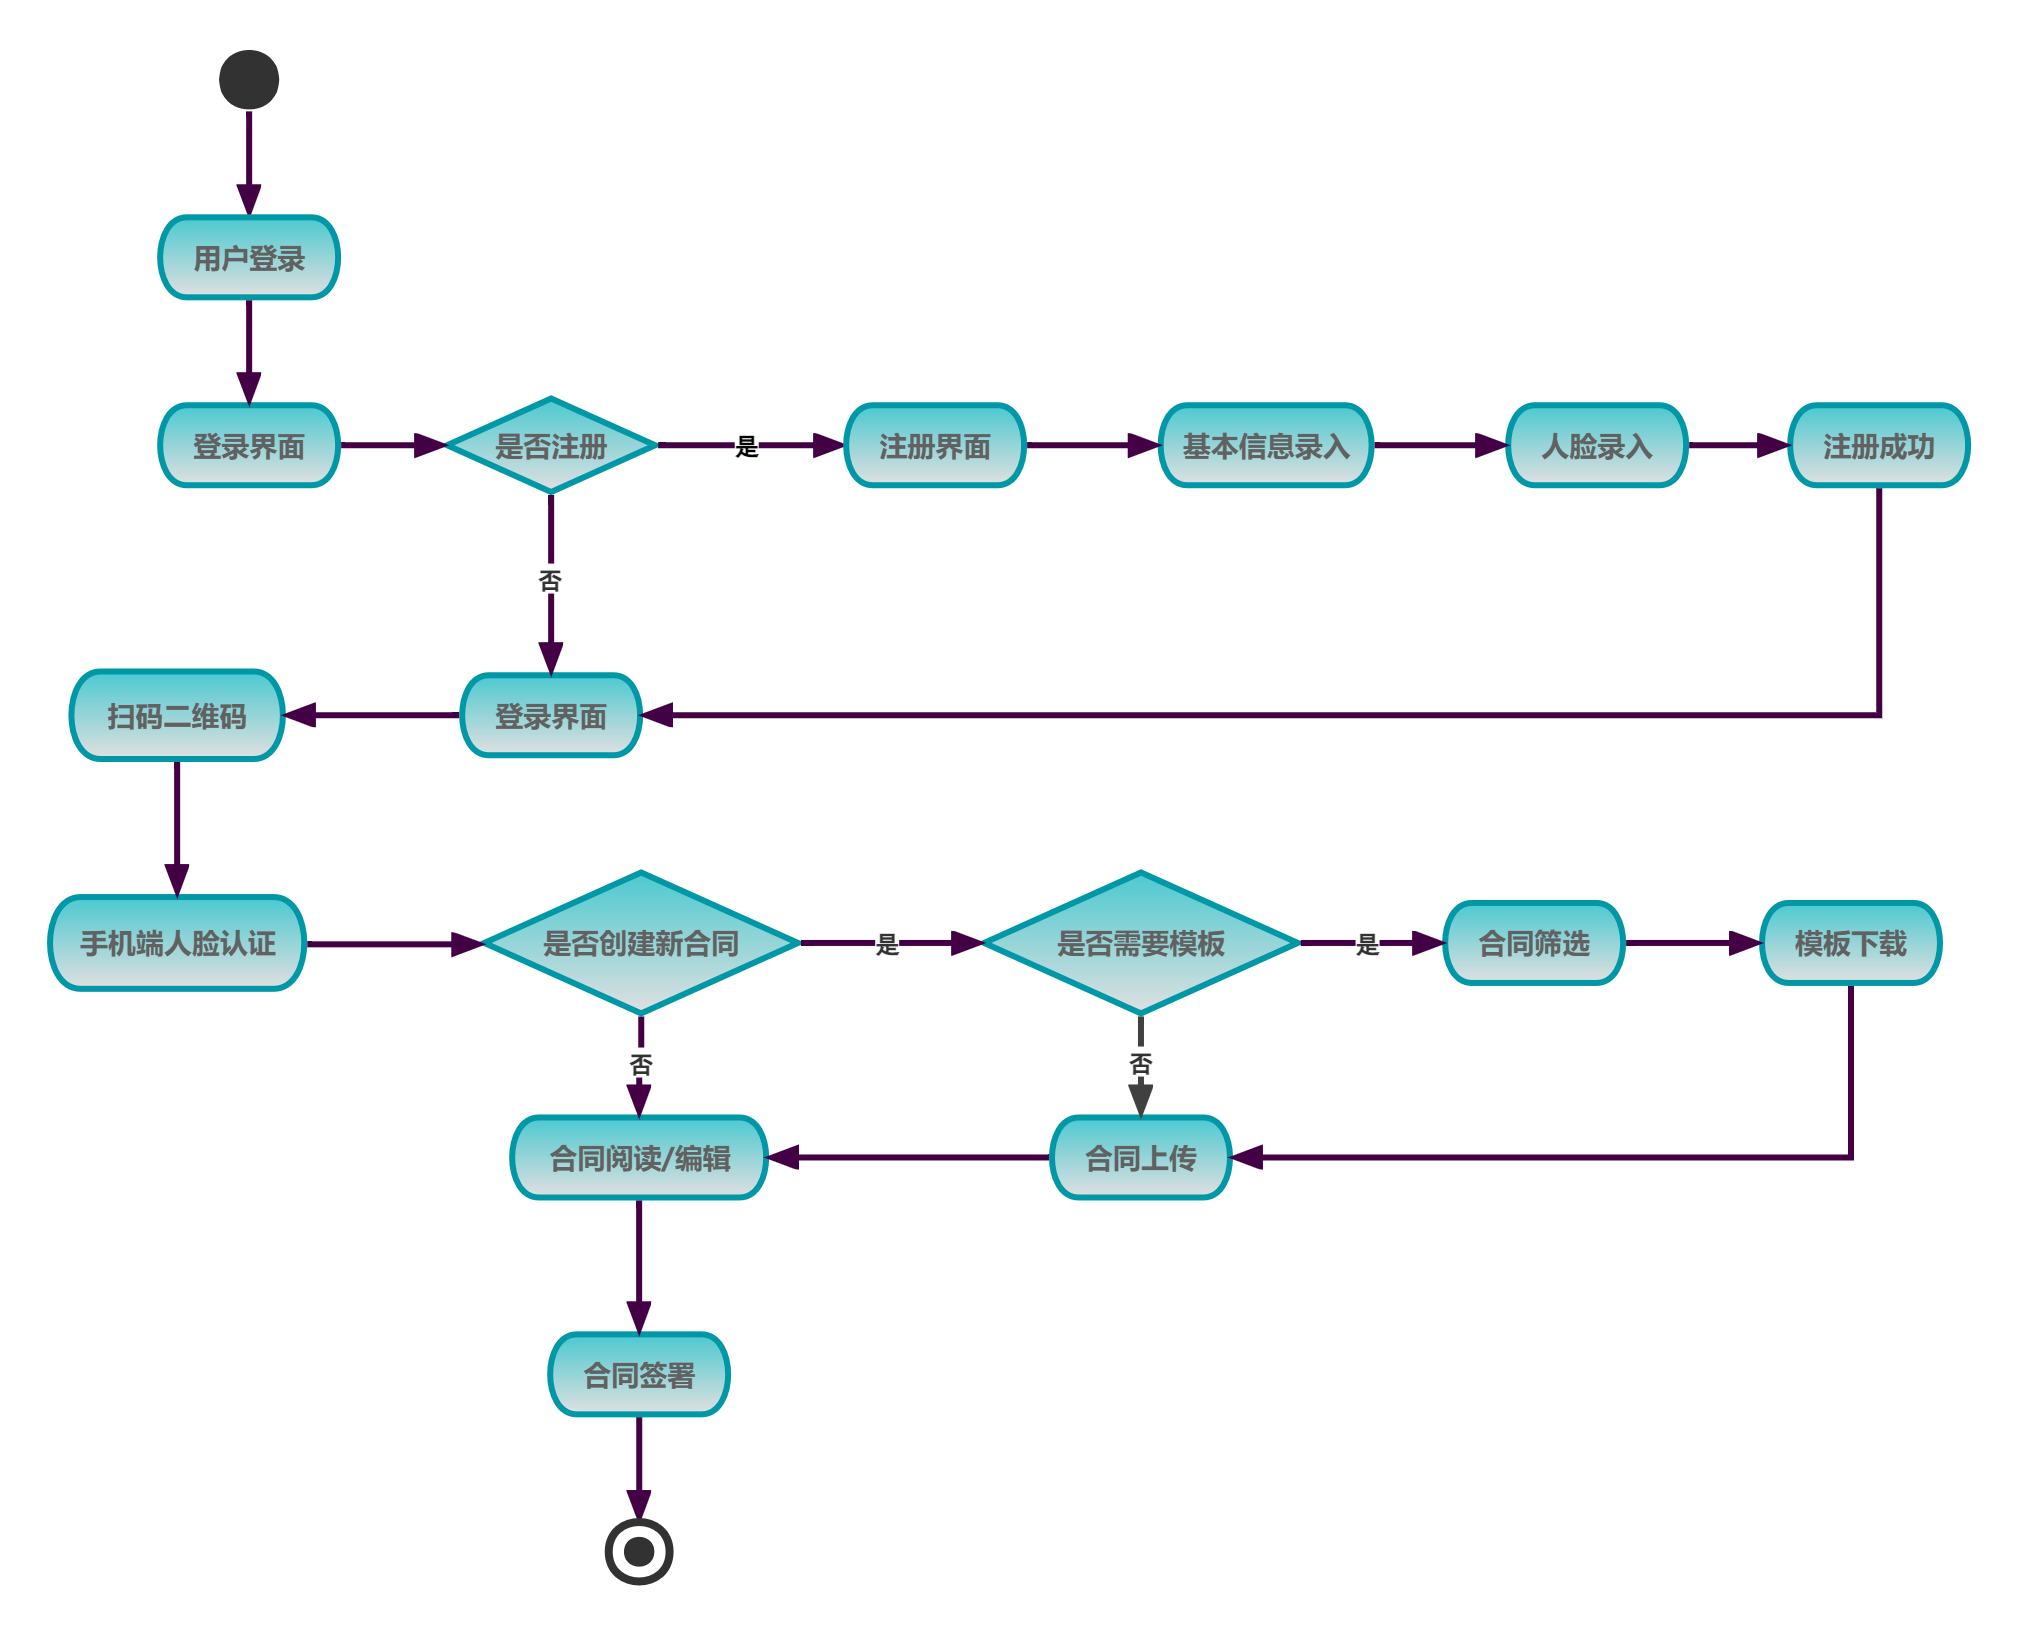 用户登录
登录界面
是否注册
是
注册界面
基本信息录入
人脸录入
注册成功
否
扫码二维码
登录界面
手机端人脸认证
是否创建新合同
是
是否需要模板
是
合同筛选
模板下载
否
否
合同阅读/编辑
合同上传
合同签署